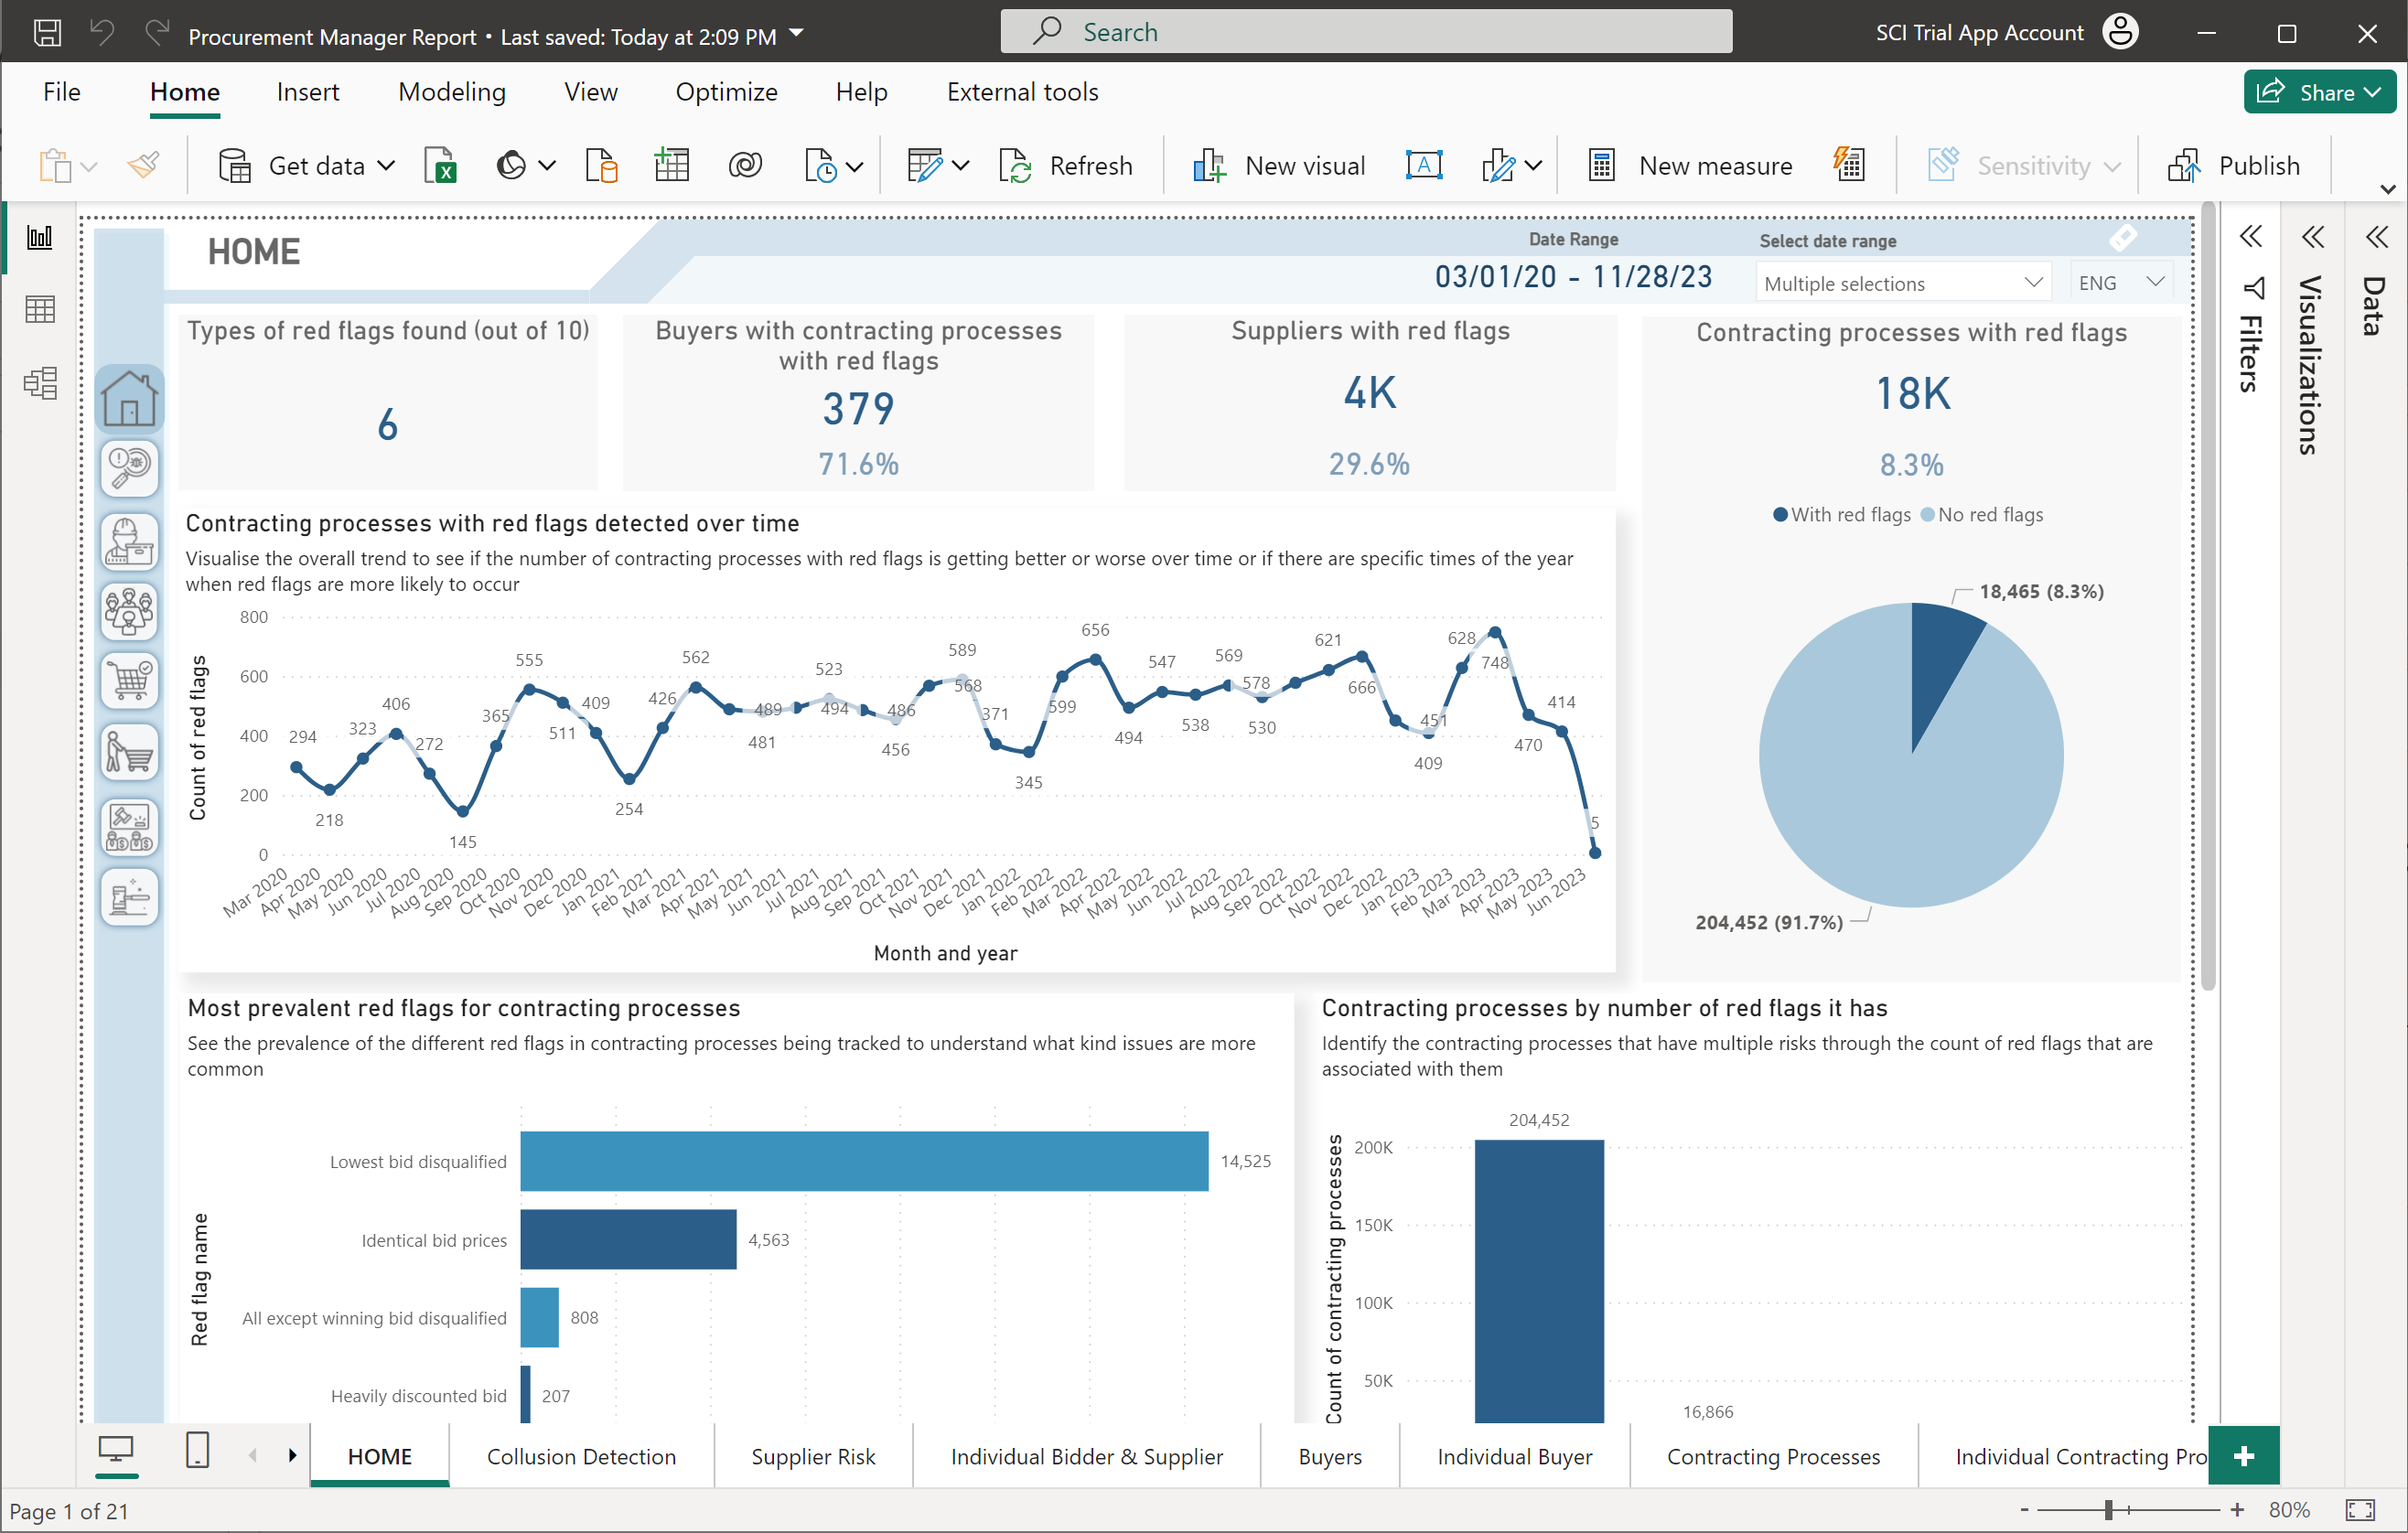 Procurement Manager Report • Last saved: Today at 2:09 PM
Search
SCI Trial App Account
File
Home
Insert
Modeling
View
Optimize
Help
External tools
Share
Get data
Refresh
New visual
New measure
Sensitivity
Publish
HOME
Date Range
03/01/20 - 11/28/23
Select date range
Multiple selections
ENG
Filters
Visualizations
Data
Types of red flags found (out of 10)
6
Buyers with contracting processes
with red flags
379
71.6%
Suppliers with red flags
4K
29.6%
Contracting processes with red flags
18K
8.3%
With red flags
No red flags
18,465 (8.3%)
204,452 (91.7%)
Contracting processes with red flags detected over time
Visualise the overall trend to see if the number of contracting processes with red flags is getting better or worse over time or if there are specific times of the year
when red flags are more likely to occur
Count of red flags
800
600
400
200
0
294
218
323
406
272
145
365
555
511
409
254
426
562
489
481
494
523
486
456
568
589
371
345
599
656
494
547
538
569
530
578
621
666
451
409
628
748
470
414
5
Mar 2020
Apr 2020
May 2020
Jun 2020
Jul 2020
Aug 2020
Sep 2020
Oct 2020
Nov 2020
Dec 2020
Jan 2021
Feb 2021
Mar 2021
Apr 2021
May 2021
Jun 2021
Jul 2021
Aug 2021
Sep 2021
Oct 2021
Nov 2021
Dec 2021
Jan 2022
Feb 2022
Mar 2022
Apr 2022
May 2022
Jun 2022
Jul 2022
Aug 2022
Sep 2022
Oct 2022
Nov 2022
Dec 2022
Jan 2023
Feb 2023
Mar 2023
Apr 2023
May 2023
Jun 2023
Month and year
Most prevalent red flags for contracting processes
See the prevalence of the different red flags in contracting processes being tracked to understand what kind issues are more
common
Red flag name
Lowest bid disqualified
14,525
Identical bid prices
4,563
All except winning bid disqualified
808
Heavily discounted bid
207
Contracting processes by number of red flags it has
Identify the contracting processes that have multiple risks through the count of red flags that are
associated with them
Count of contracting processes
200K
150K
100K
50K
204,452
16,866
HOME
Collusion Detection
Supplier Risk
Individual Bidder & Supplier
Buyers
Individual Buyer
Contracting Processes
Individual Contracting Pro
Page 1 of 21
- + 80%